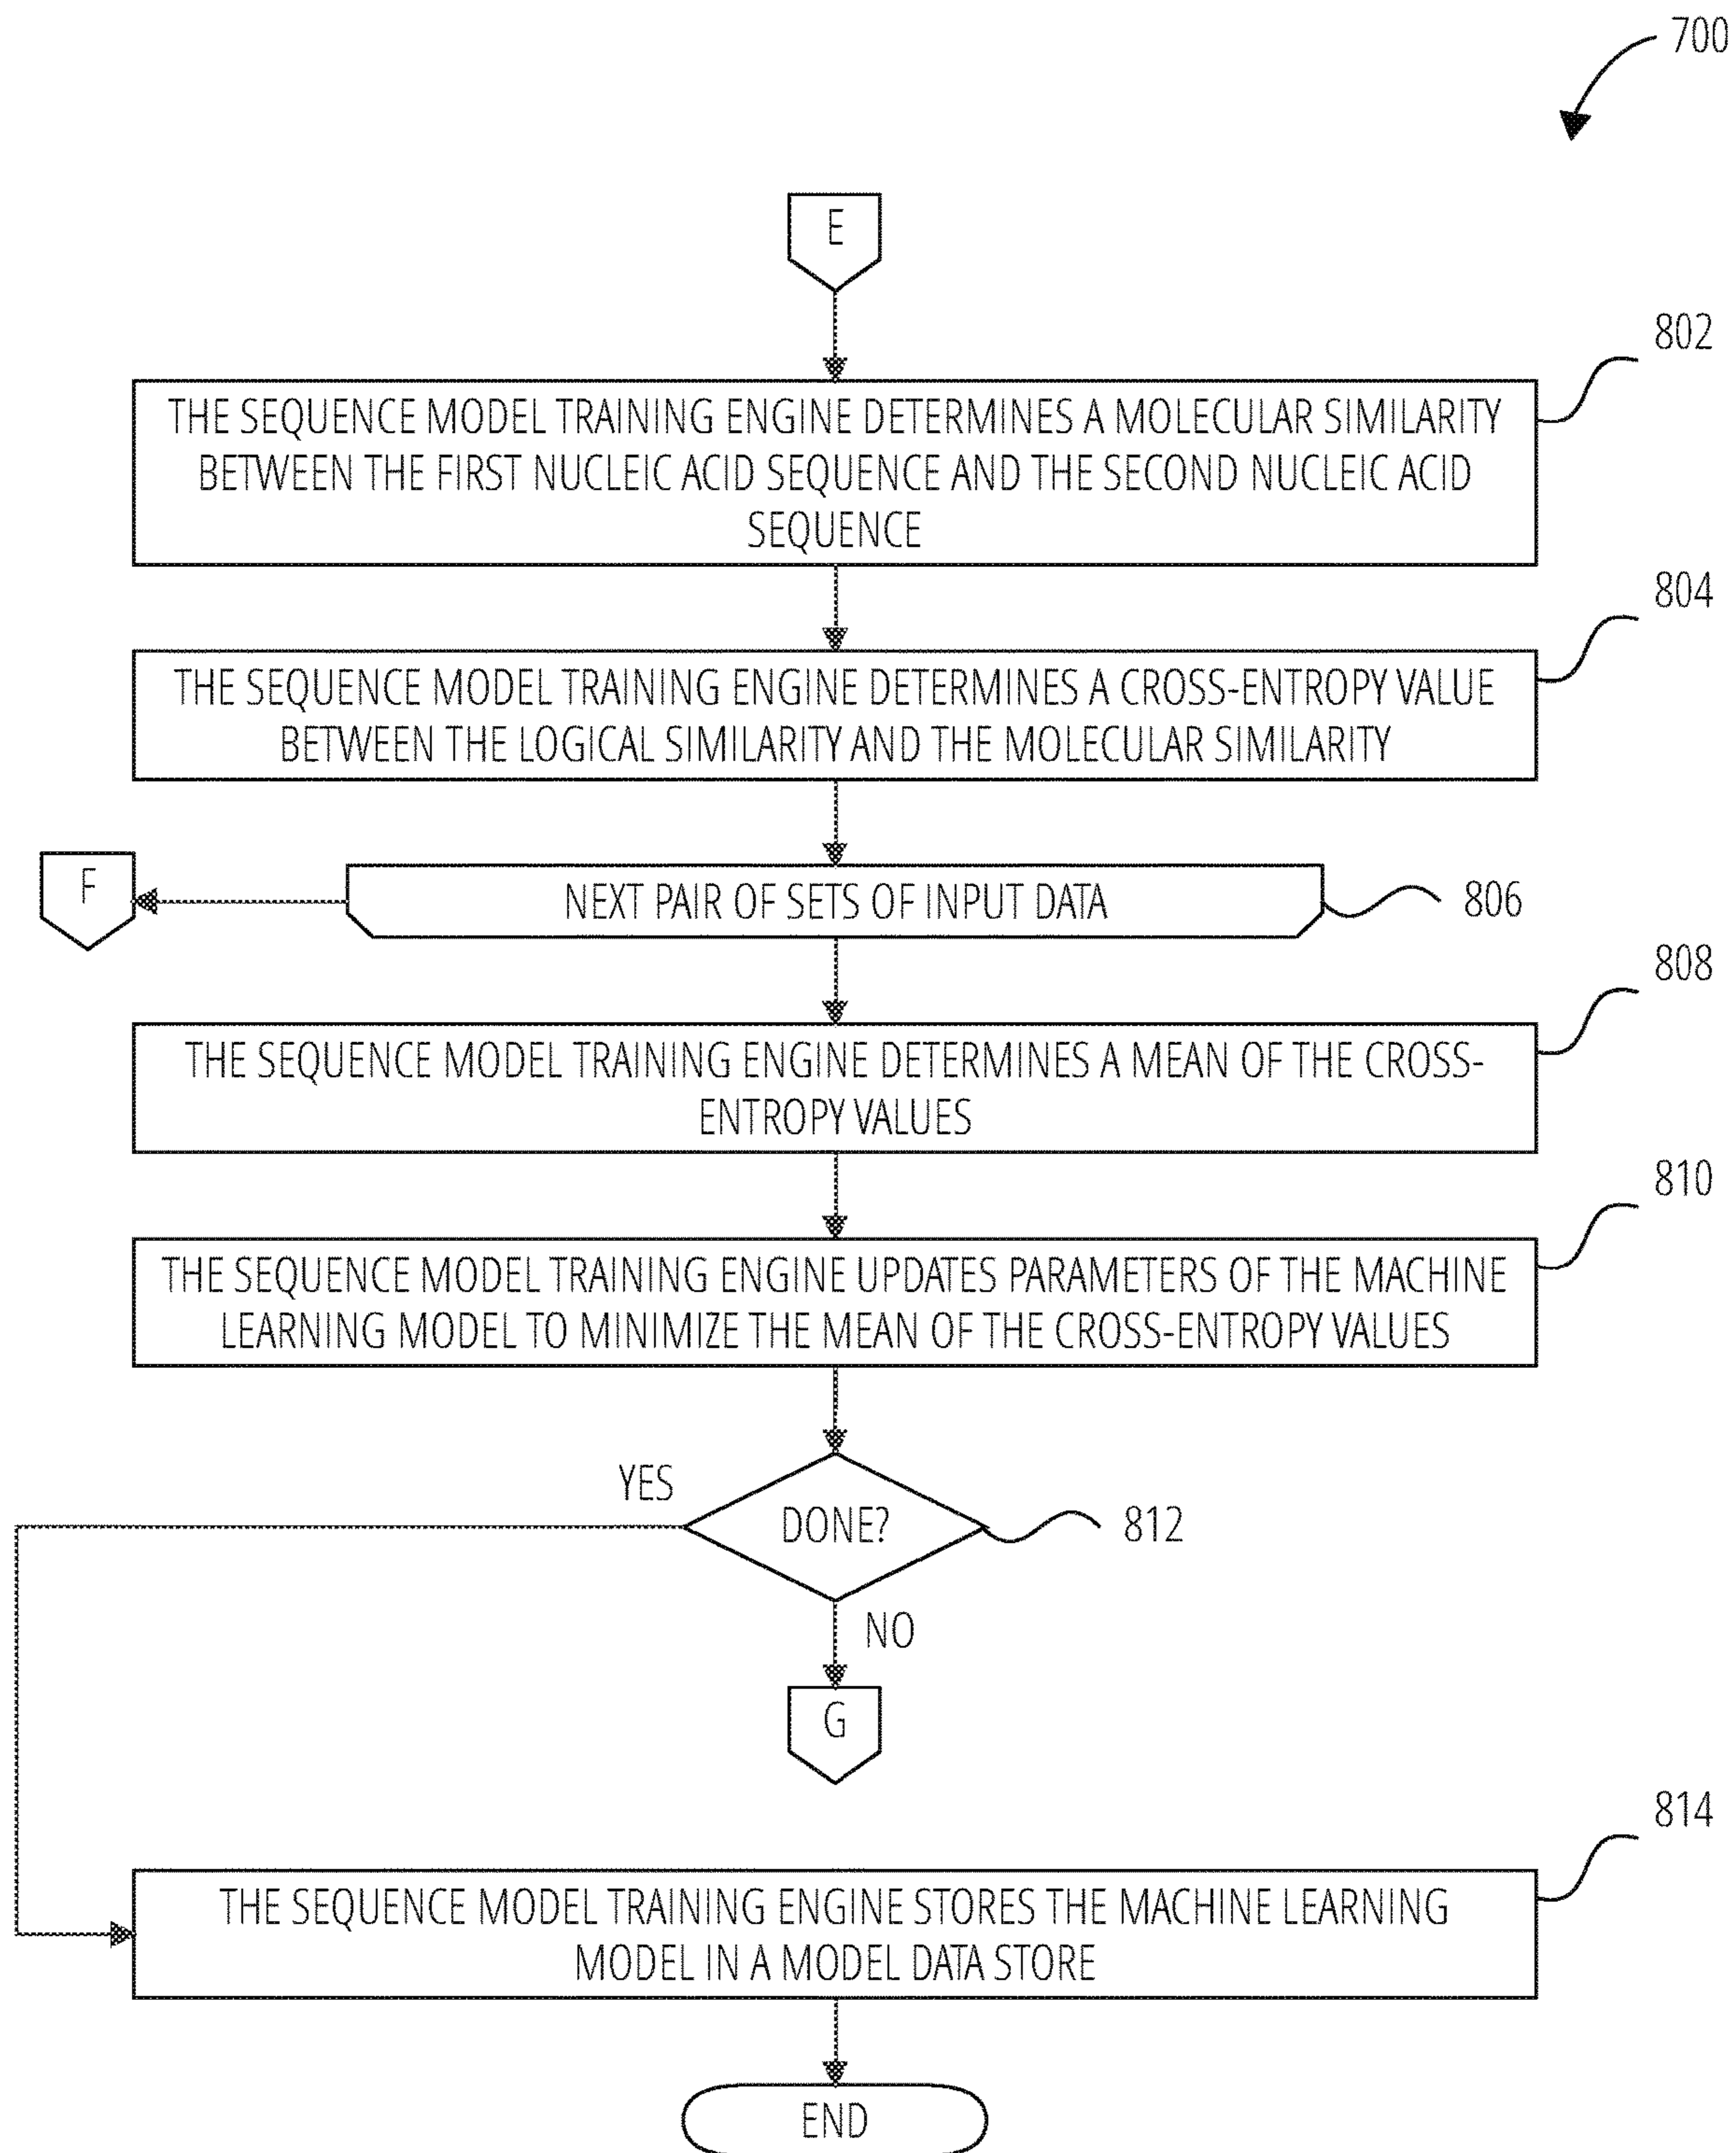 700
E
802
THE SEQUENCE MODEL TRAINING ENGINE DETERMINES A MOLECULAR SIMILARITY
BETWEEN THE FIRST NUCLEIC ACID SEQUENCE AND THE SECOND NUCLEIC ACID
SEQUENCE
804
THE SEQUENCE MODEL TRAINING ENGINE DETERMINES A CROSS-ENTROPY VALUE
BETWEEN THE LOGICAL SIMILARITY AND THE MOLECULAR SIMILARITY
F
NEXT PAIR OF SETS OF INPUT DATA
806
808
THE SEQUENCE MODEL TRAINING ENGINE DETERMINES A MEAN OF THE CROSS-
ENTROPY VALUES
810
THE SEQUENCE MODEL TRAINING ENGINE UPDATES PARAMETERS OF THE MACHINE
LEARNING MODEL TO MINIMIZE THE MEAN OF THE CROSS-ENTROPY VALUES
YES
DONE?
812
NO
G
814
THE SEQUENCE MODEL TRAINING ENGINE STORES THE MACHINE LEARNING
MODEL IN A MODEL DATA STORE
END